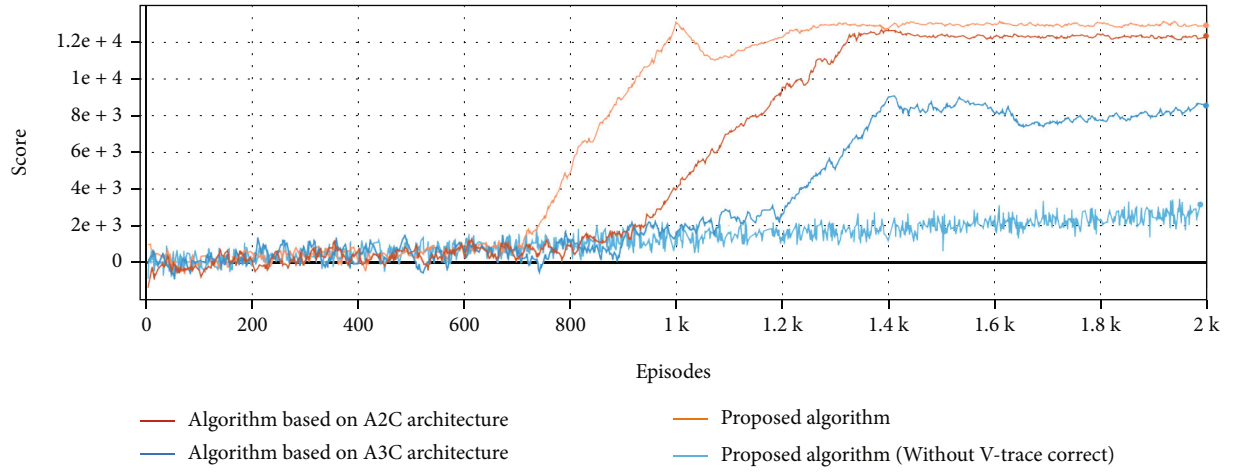 1.2e + 4
1e + 4
8e + 3
6e + 3
4e + 3
2e + 3
0
Score
0 200 400 600 800 1 k 1.2 k 1.4 k 1.6 k 1.8 k 2 k
Episodes
Algorithm based on A2C architecture
Algorithm based on A3C architecture
Proposed algorithm
Proposed algorithm (Without V-trace correct)